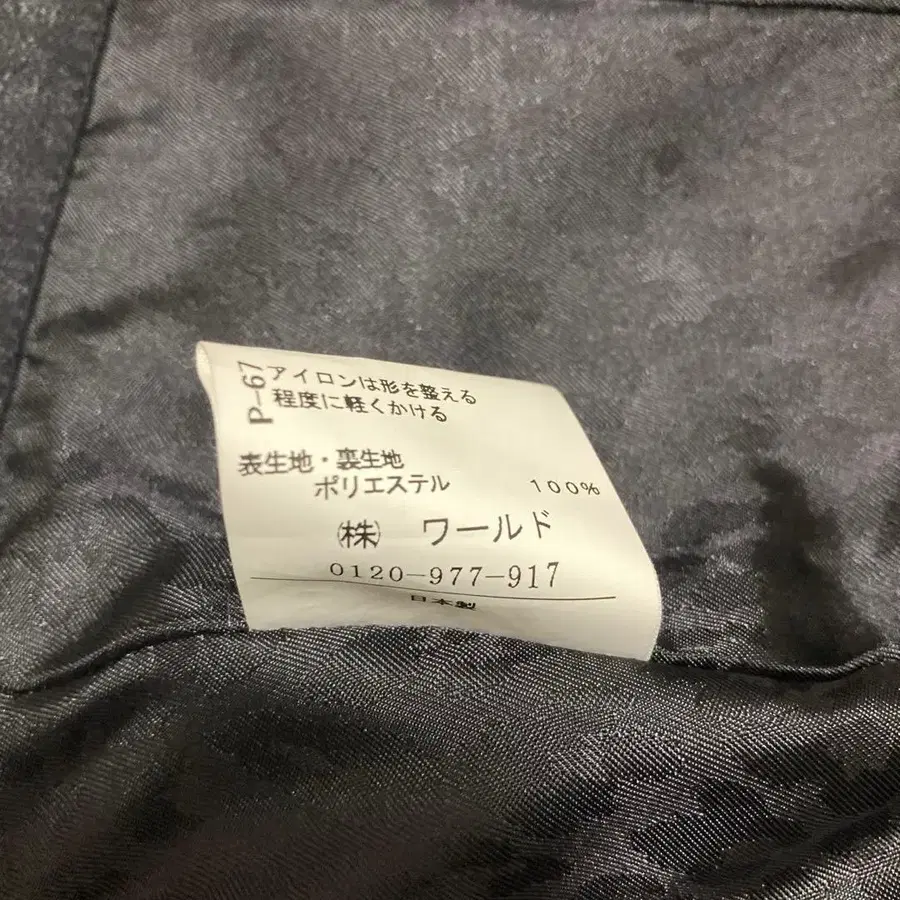 P-67
アイロンは形を整える
程度に軽くかける
表生地・裏生地
ポリエステル 100%
㈱ ワールド
0120-977-917
日本製